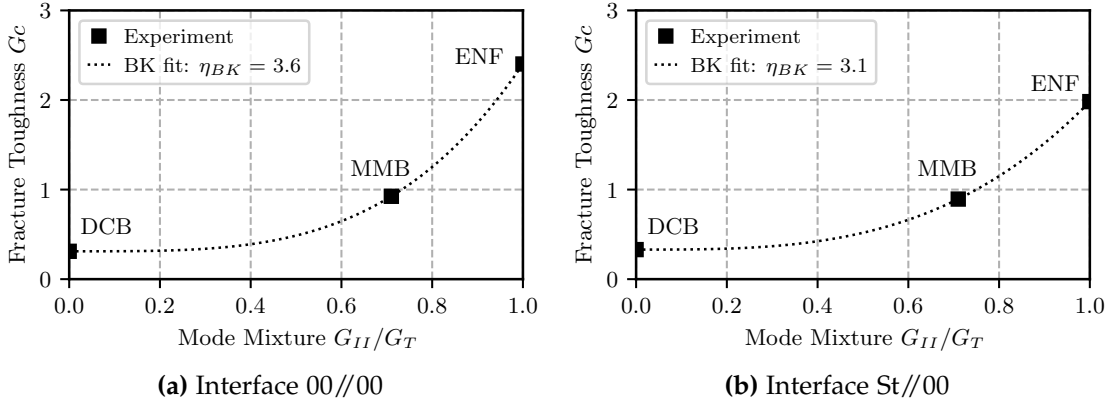 3
2
1
0
Fracture Toughness Gc
Experiment
BK fit: η_BK = 3.6
DCB
MMB
ENF
0.0 0.2 0.4 0.6 0.8 1.0
Mode Mixture G_II/G_T
(a) Interface 00//00
3
2
1
0
Fracture Toughness Gc
Experiment
BK fit: η_BK = 3.1
DCB
MMB
ENF
0.0 0.2 0.4 0.6 0.8 1.0
Mode Mixture G_II/G_T
(b) Interface St//00